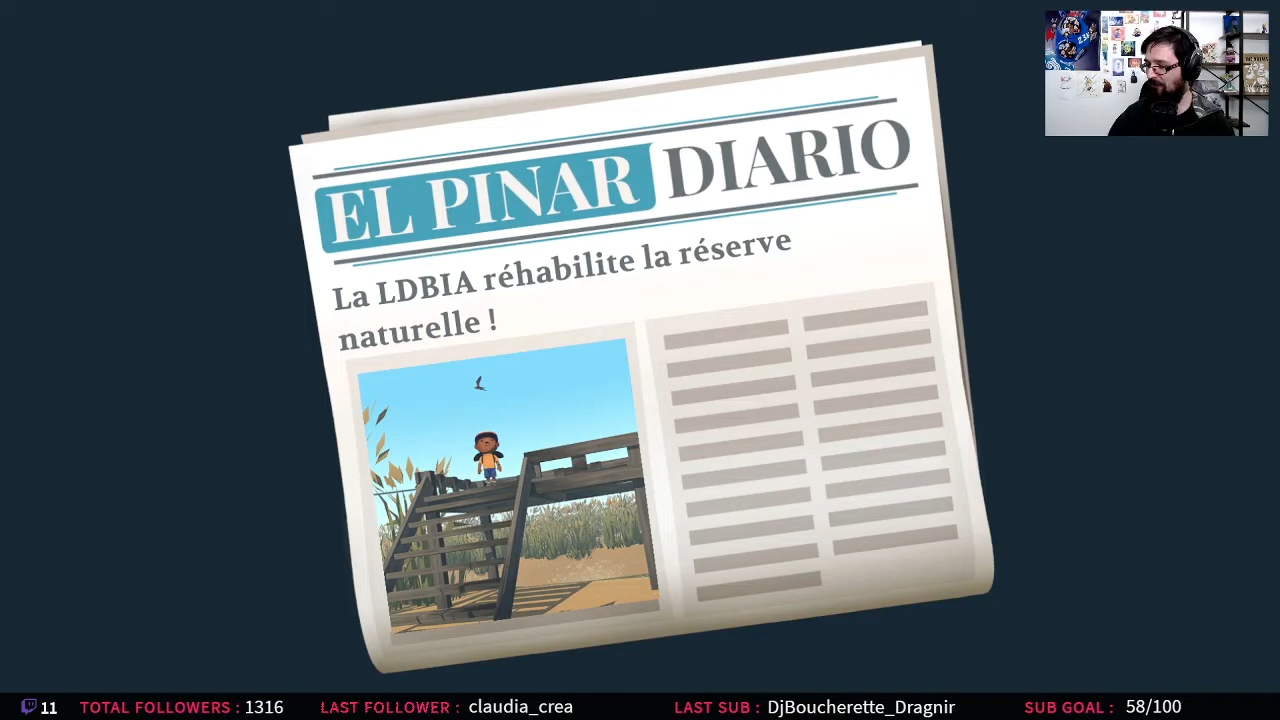 EL PINAR DIARIO
La LDBIA réhabilite la réserve
naturelle !
11 TOTAL FOLLOWERS : 1316 LAST FOLLOWER : claudia_crea LAST SUB : DjBoucherette_Dragnir SUB GOAL : 58/100